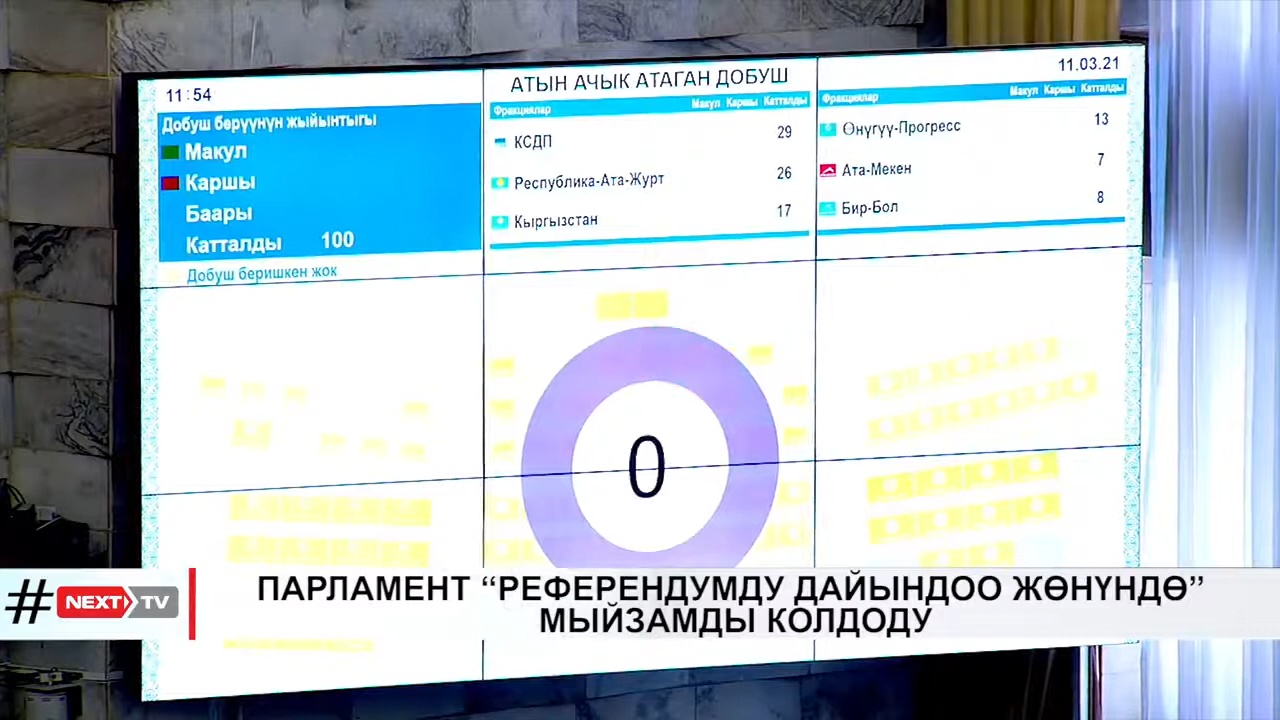 11:54
АТЫН АЧЫК АТАГАН ДОБУШ
11.03.21
Добуш берүүнүн жыйынтыгы
Макул
Каршы
Баары
Катталды 100
Добуш беришкен жок
Фракциялар Макул Каршы Катталды
КСДП 29
Республика-Ата-Журт 26
Кыргызстан 17
Фракциялар Макул Каршы Катталды
Өнүгүү-Прогресс 13
Ата-Мекен 7
Бир-Бол 8
0
# NEXT TV
ПАРЛАМЕНТ “РЕФЕРЕНДУМДУ ДАЙЫНДОО ЖӨНҮНДӨ”
МЫЙЗАМДЫ КОЛДОДУ